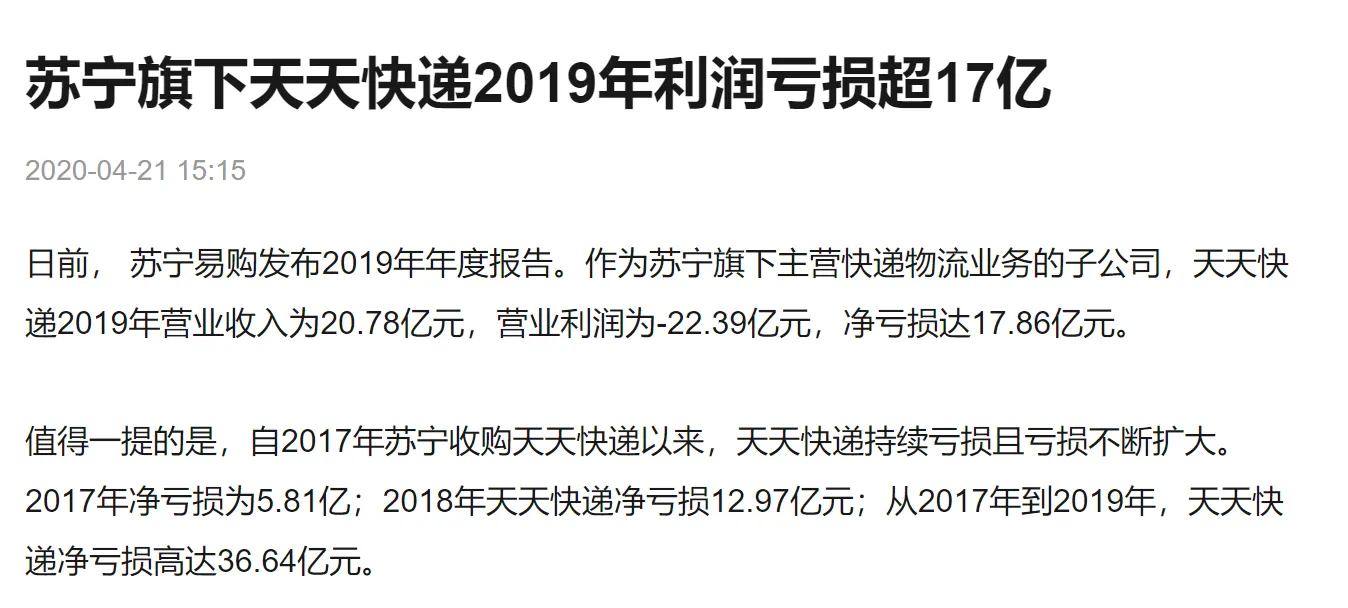 苏宁旗下天天快递2019年利润亏损超17亿
2020-04-21 15:15
日前， 苏宁易购发布2019年年度报告。作为苏宁旗下主营快递物流业务的子公司，天天快
递2019年营业收入为20.78亿元，营业利润为-22.39亿元，净亏损达17.86亿元。
值得一提的是，自2017年苏宁收购天天快递以来，天天快递持续亏损且亏损不断扩大。
2017年净亏损为5.81亿；2018年天天快递净亏损12.97亿元；从2017年到2019年，天天快
递净亏损高达36.64亿元。